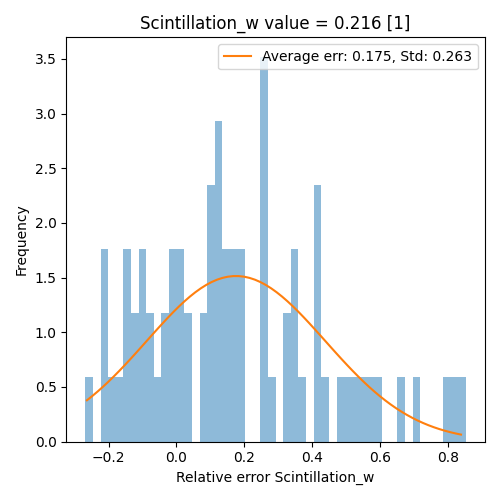 Scintillation_w value = 0.216 [1]
Average err: 0.175, Std: 0.263
3.5
3.0
2.5
2.0
1.5
1.0
0.5
0.0
Frequency
−0.2 0.0 0.2 0.4 0.6 0.8
Relative error Scintillation_w